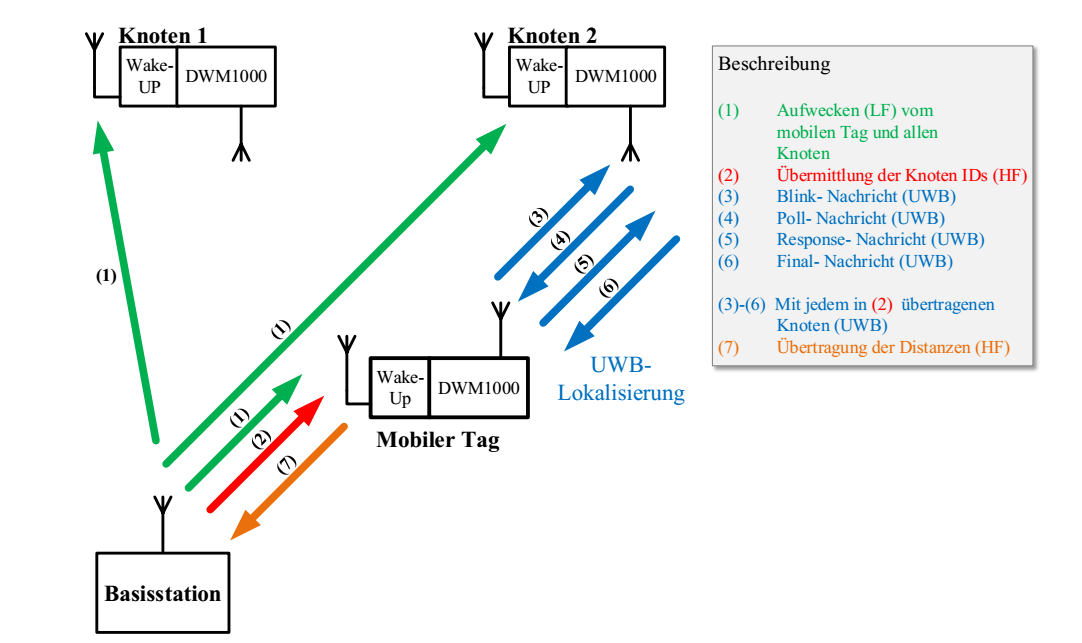 Knoten 1
Wake-
UP
DWM1000
Knoten 2
Wake-
UP
DWM1000
Beschreibung
(1) Aufwecken (LF) vom
mobilen Tag und allen
Knoten
(2) Übermittlung der Knoten IDs (HF)
(3) Blink- Nachricht (UWB)
(4) Poll- Nachricht (UWB)
(5) Response- Nachricht (UWB)
(6) Final- Nachricht (UWB)
(3)-(6) Mit jedem in (2) übertragenen
Knoten (UWB)
(7) Übertragung der Distanzen (HF)
(1)
(1)
(3)
(4)
(5)
(6)
UWB-
Lokalisierung
Wake-
Up
DWM1000
Mobiler Tag
(1)
(2)
(7)
Basisstation